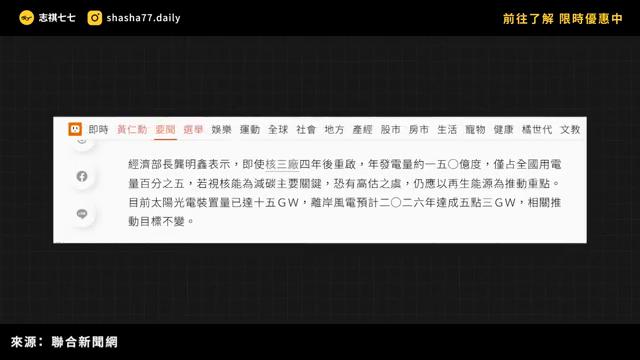 志祺七七 shasha77.daily 前往了解 限時優惠中
即時 黃仁勳 要聞 選舉 娛樂 運動 全球 社會 地方 產經 股市 房市 生活 寵物 健康 橘世代 文教
經濟部長龔明鑫表示，即使核三廠四年後重啟，年發電量約一五〇億度，僅占全國用電
量百分之五，若視核能為減碳主要關鍵，恐有高估之虞，仍應以再生能源為推動重點。
目前太陽光電裝置量已達十五GW，離岸風電預計二〇二六年達成五點三GW，相關推
動目標不變。
來源：聯合新聞網